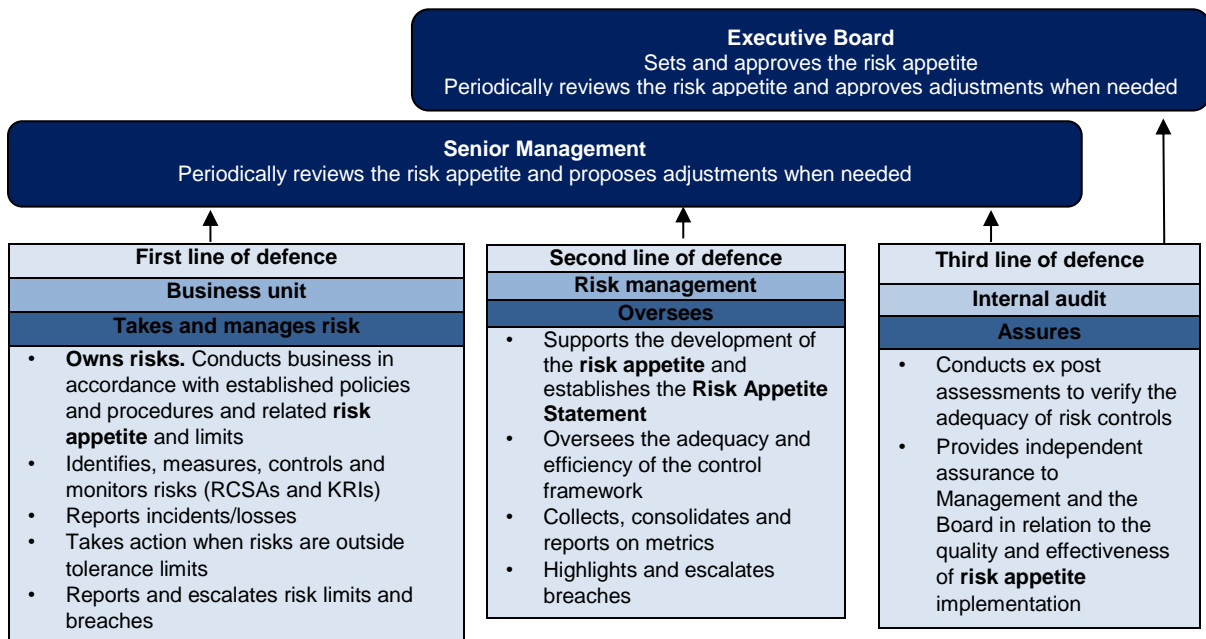 Executive Board
Sets and approves the risk appetite
Periodically reviews the risk appetite and approves adjustments when needed
Senior Management
Periodically reviews the risk appetite and proposes adjustments when needed
First line of defence
Business unit
Takes and manages risk
• Owns risks. Conducts business in
accordance with established policies
and procedures and related risk
appetite and limits
• Identifies, measures, controls and
monitors risks (RCSAs and KRIs)
• Reports incidents/losses
• Takes action when risks are outside
tolerance limits
• Reports and escalates risk limits and
breaches
Second line of defence
Risk management
Oversees
• Supports the development of
the risk appetite and
establishes the Risk Appetite
Statement
• Oversees the adequacy and
efficiency of the control
framework
• Collects, consolidates and
reports on metrics
• Highlights and escalates
breaches
Third line of defence
Internal audit
Assures
• Conducts ex post
assessments to verify the
adequacy of risk controls
• Provides independent
assurance to
Management and the
Board in relation to the
quality and effectiveness
of risk appetite
implementation